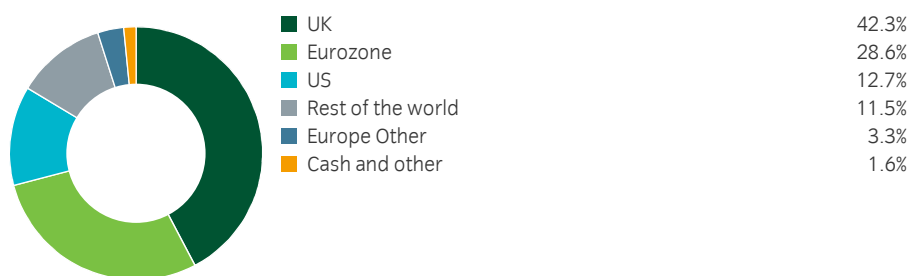 UK 42.3%
Eurozone 28.6%
US 12.7%
Rest of the world 11.5%
Europe Other 3.3%
Cash and other 1.6%